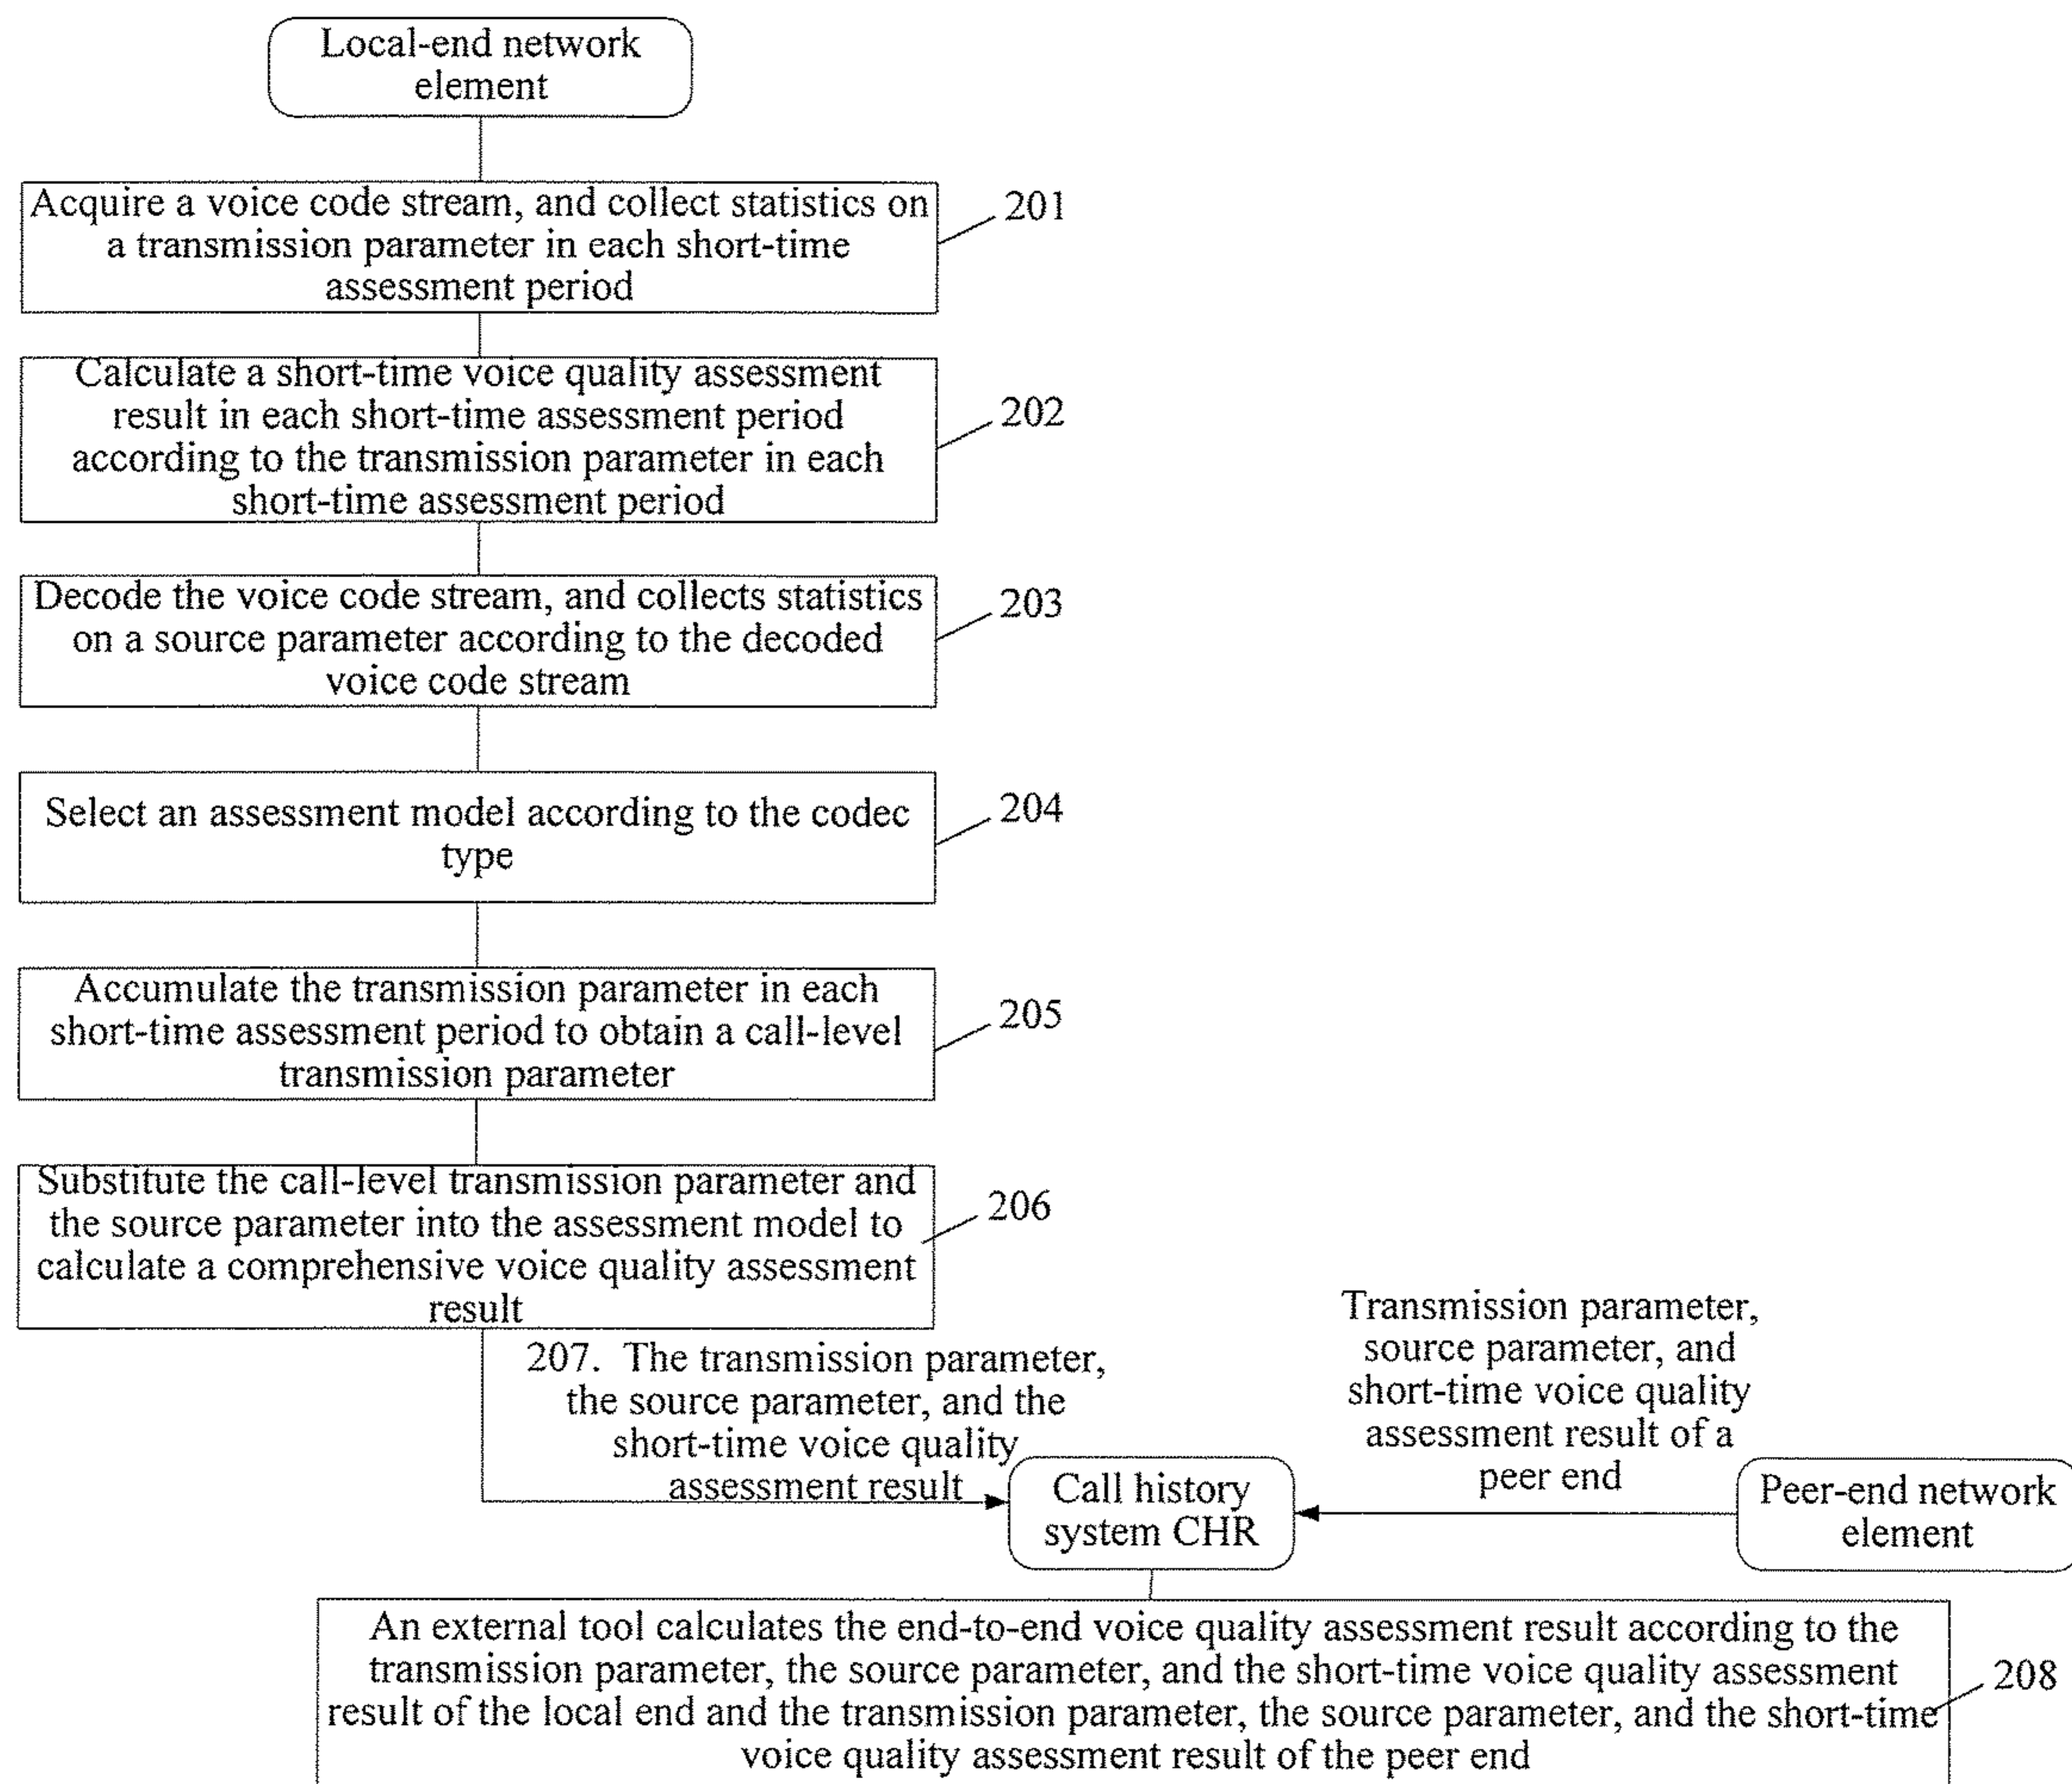 Local-end network
element
Acquire a voice code stream, and collect statistics on
a transmission parameter in each short-time
assessment period
201
Calculate a short-time voice quality assessment
result in each short-time assessment period
according to the transmission parameter in each
short-time assessment period
202
Decode the voice code stream, and collects statistics
on a source parameter according to the decoded
voice code stream
203
Select an assessment model according to the codec
type
204
Accumulate the transmission parameter in each
short-time assessment period to obtain a call-level
transmission parameter
205
Substitute the call-level transmission parameter and
the source parameter into the assessment model to
calculate a comprehensive voice quality assessment
result
206
207. The transmission parameter,
the source parameter, and the
short-time voice quality
assessment result
Call history
system CHR
Transmission parameter,
source parameter, and
short-time voice quality
assessment result of a
peer end
Peer-end network
element
An external tool calculates the end-to-end voice quality assessment result according to the
transmission parameter, the source parameter, and the short-time voice quality assessment
result of the local end and the transmission parameter, the source parameter, and the short-time
voice quality assessment result of the peer end
208